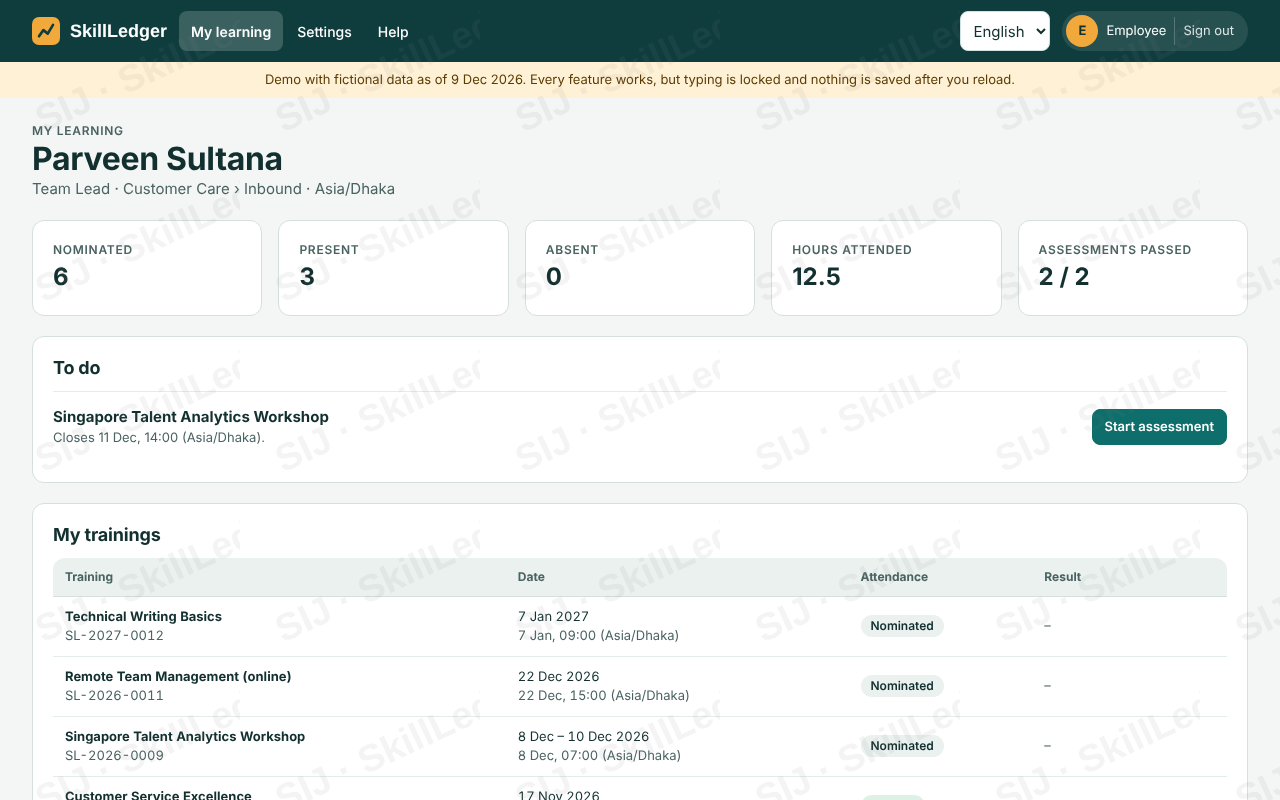 SkillLedger
My learning
Settings
Help
English
E
Employee
Sign out
Demo with fictional data as of 9 Dec 2026. Every feature works, but typing is locked and nothing is saved after you reload.
MY LEARNING
Parveen Sultana
Team Lead · Customer Care › Inbound · Asia/Dhaka
NOMINATED
6
PRESENT
3
ABSENT
0
HOURS ATTENDED
12.5
ASSESSMENTS PASSED
2 / 2
To do
Singapore Talent Analytics Workshop
Closes 11 Dec, 14:00 (Asia/Dhaka).
Start assessment
My trainings
Training Date Attendance Result
Technical Writing Basics 7 Jan 2027 Nominated –
SL-2027-0012 7 Jan, 09:00 (Asia/Dhaka)
Remote Team Management (online) 22 Dec 2026 Nominated –
SL-2026-0011 22 Dec, 15:00 (Asia/Dhaka)
Singapore Talent Analytics Workshop 8 Dec – 10 Dec 2026 Nominated –
SL-2026-0009 8 Dec, 07:00 (Asia/Dhaka)
Customer Service Excellence 17 Nov 2026